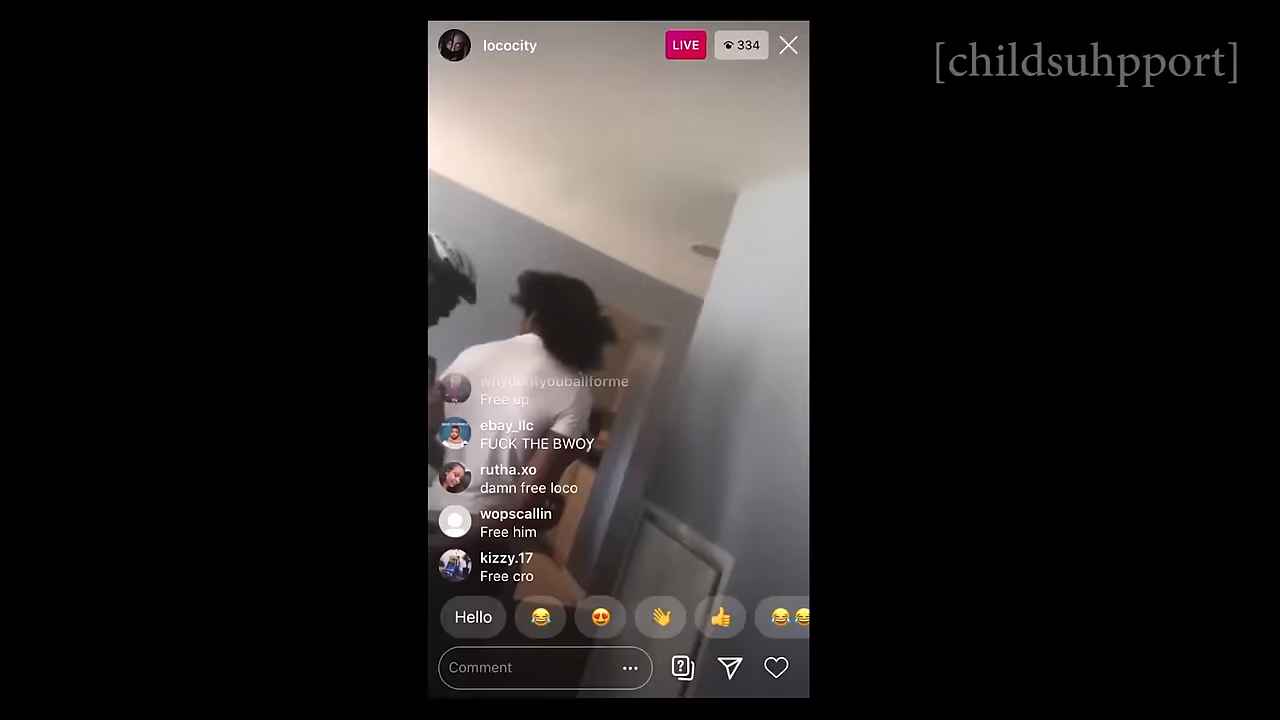 lococity
LIVE
334
[childsuhpport]
whydontyouballforme
Free up
ebay_llc
FUCK THE BWOY
rutha.xo
damn free loco
wopscallin
Free him
kizzy.17
Free cro
Hello
Comment